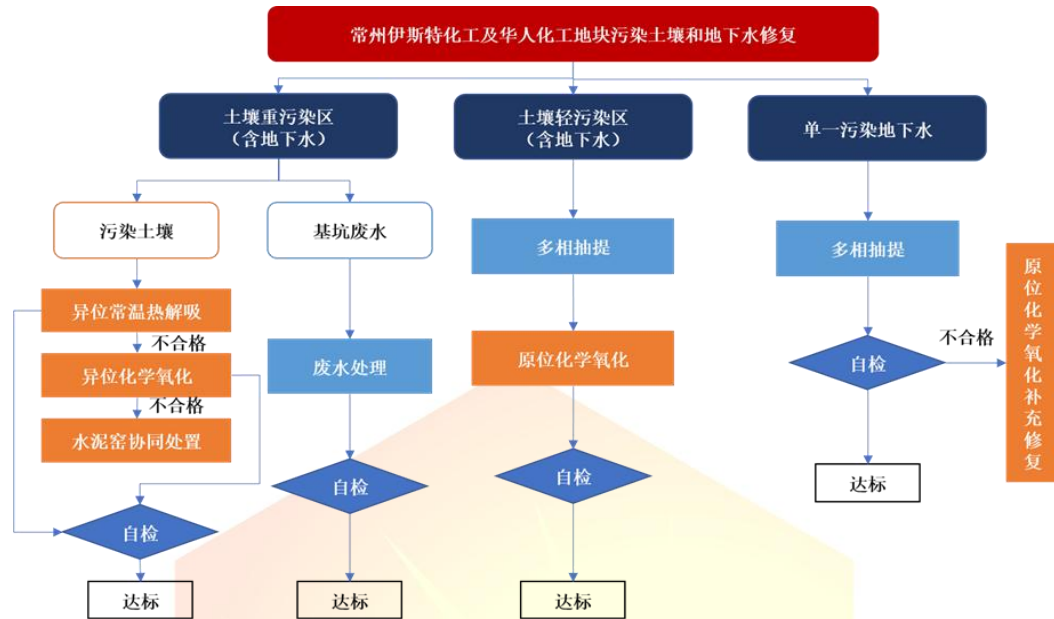 常州伊斯特化工及华人化工地块污染土壤和地下水修复
土壤重污染区
（含地下水）
土壤轻污染区
（含地下水）
单一污染地下水
污染土壤
基坑废水
多相抽提
多相抽提
原位化学氧化补充修复
异位常温热解吸
不合格
不合格
异位化学氧化
废水处理
原位化学氧化
自检
不合格
水泥窑协同处置
自检
自检
达标
自检
达标
达标
达标